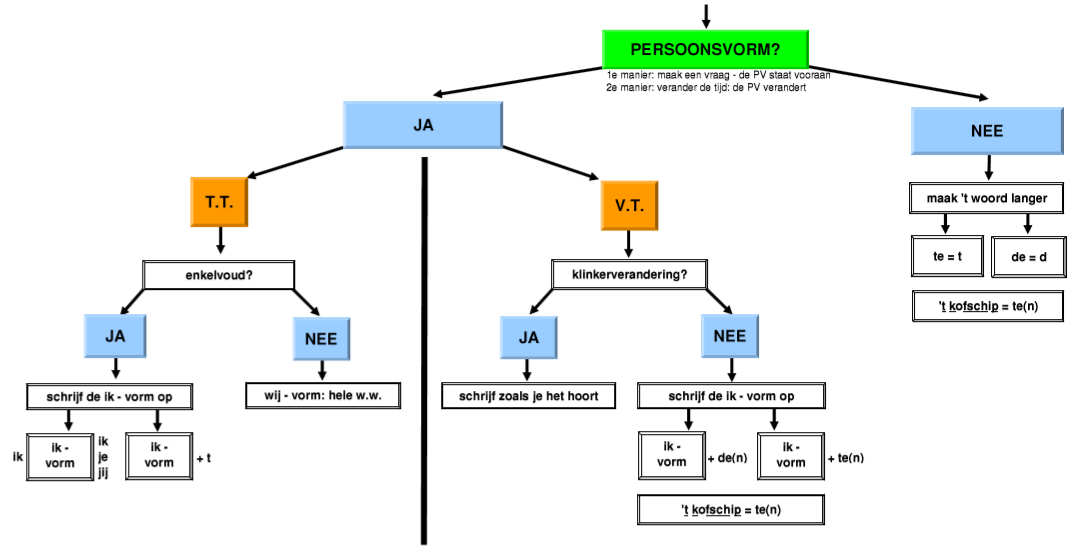 PERSOONSVORM?
1e manier: maak een vraag - de PV staat vooraan
2e manier: verander de tijd: de PV verandert
JA
NEE
T.T.
V.T.
maak 't woord langer
te = t
de = d
't kofschip = te(n)
enkelvoud?
klinkerverandering?
JA
NEE
JA
NEE
schrijf de ik - vorm op
wij - vorm: hele w.w.
schrijf zoals je het hoort
schrijf de ik - vorm op
ik
ik -
vorm
ik
je
jij
ik -
vorm
+ t
ik -
vorm
+ de(n)
ik -
vorm
+ te(n)
't kofschip = te(n)